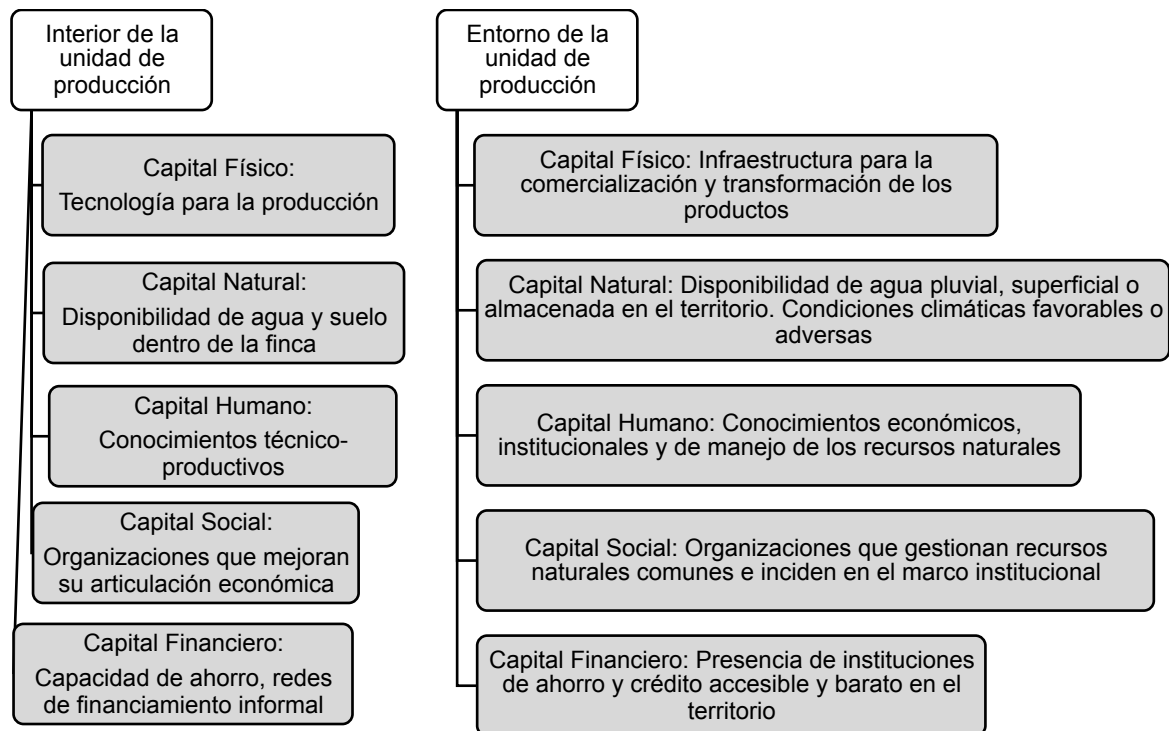 Interior de la
unidad de
producción
Capital Físico:
Tecnología para la producción
Capital Natural:
Disponibilidad de agua y suelo
dentro de la finca
Capital Humano:
Conocimientos técnico-
productivos
Capital Social:
Organizaciones que mejoran
su articulación económica
Capital Financiero:
Capacidad de ahorro, redes
de financiamiento informal
Entorno de la
unidad de
producción
Capital Físico: Infraestructura para la
comercialización y transformación de los
productos
Capital Natural: Disponibilidad de agua pluvial, superficial o
almacenada en el territorio. Condiciones climáticas favorables o
adversas
Capital Humano: Conocimientos económicos,
institucionales y de manejo de los recursos naturales
Capital Social: Organizaciones que gestionan recursos
naturales comunes e inciden en el marco institucional
Capital Financiero: Presencia de instituciones
de ahorro y crédito accesible y barato en el
territorio